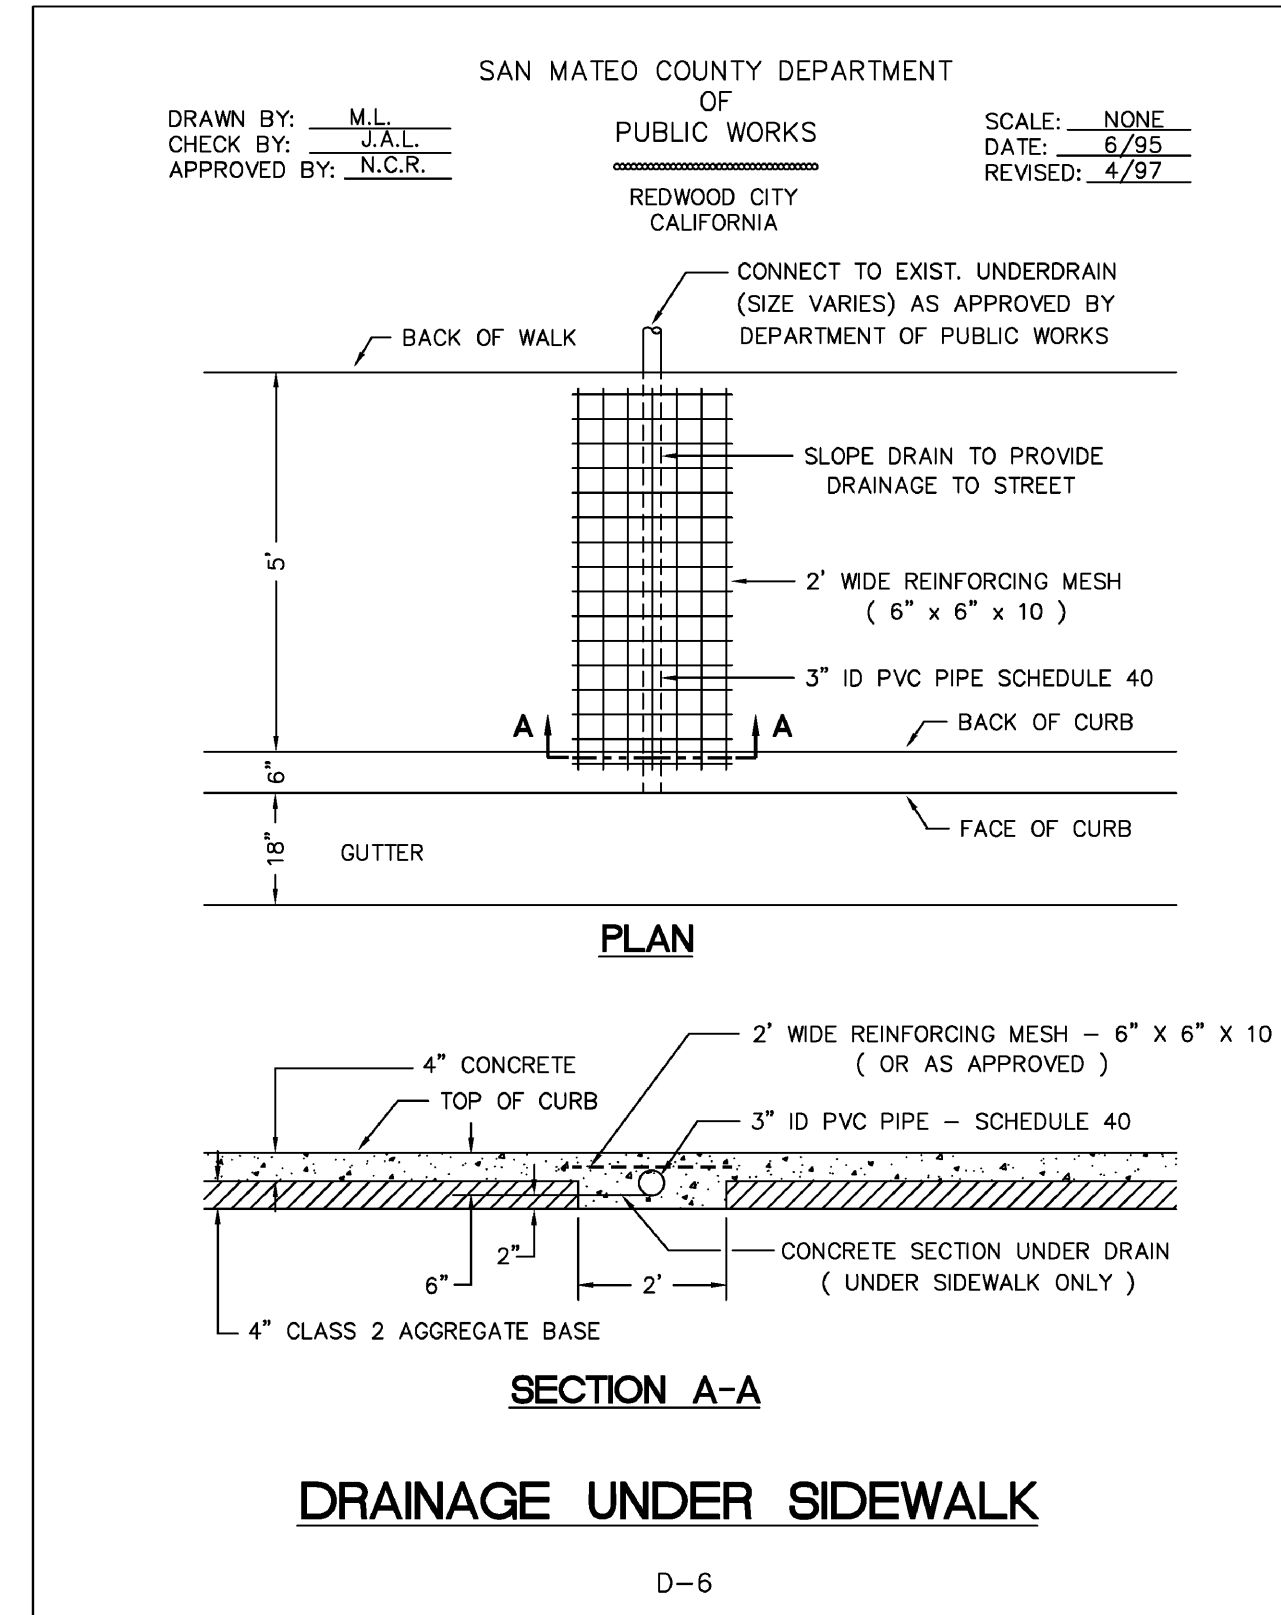 SAN MATEO COUNTY DEPARTMENT
OF
PUBLIC WORKS
REDWOOD CITY
CALIFORNIA
DRAWN BY: M.L.
CHECK BY: J.A.L.
APPROVED BY: N.C.R.
SCALE: NONE
DATE: 6/95
REVISED: 4/97
CONNECT TO EXIST. UNDERDRAIN
(SIZE VARIES) AS APPROVED BY
DEPARTMENT OF PUBLIC WORKS
BACK OF WALK
SLOPE DRAIN TO PROVIDE
DRAINAGE TO STREET
5'
2' WIDE REINFORCING MESH
( 6" x 6" x 10 )
3" ID PVC PIPE SCHEDULE 40
A A
BACK OF CURB
6"
FACE OF CURB
18"
GUTTER
PLAN
2' WIDE REINFORCING MESH – 6" X 6" X 10
( OR AS APPROVED )
4" CONCRETE
TOP OF CURB
3" ID PVC PIPE – SCHEDULE 40
2"
6"
2'
CONCRETE SECTION UNDER DRAIN
( UNDER SIDEWALK ONLY )
4" CLASS 2 AGGREGATE BASE
SECTION A-A
DRAINAGE UNDER SIDEWALK
D-6